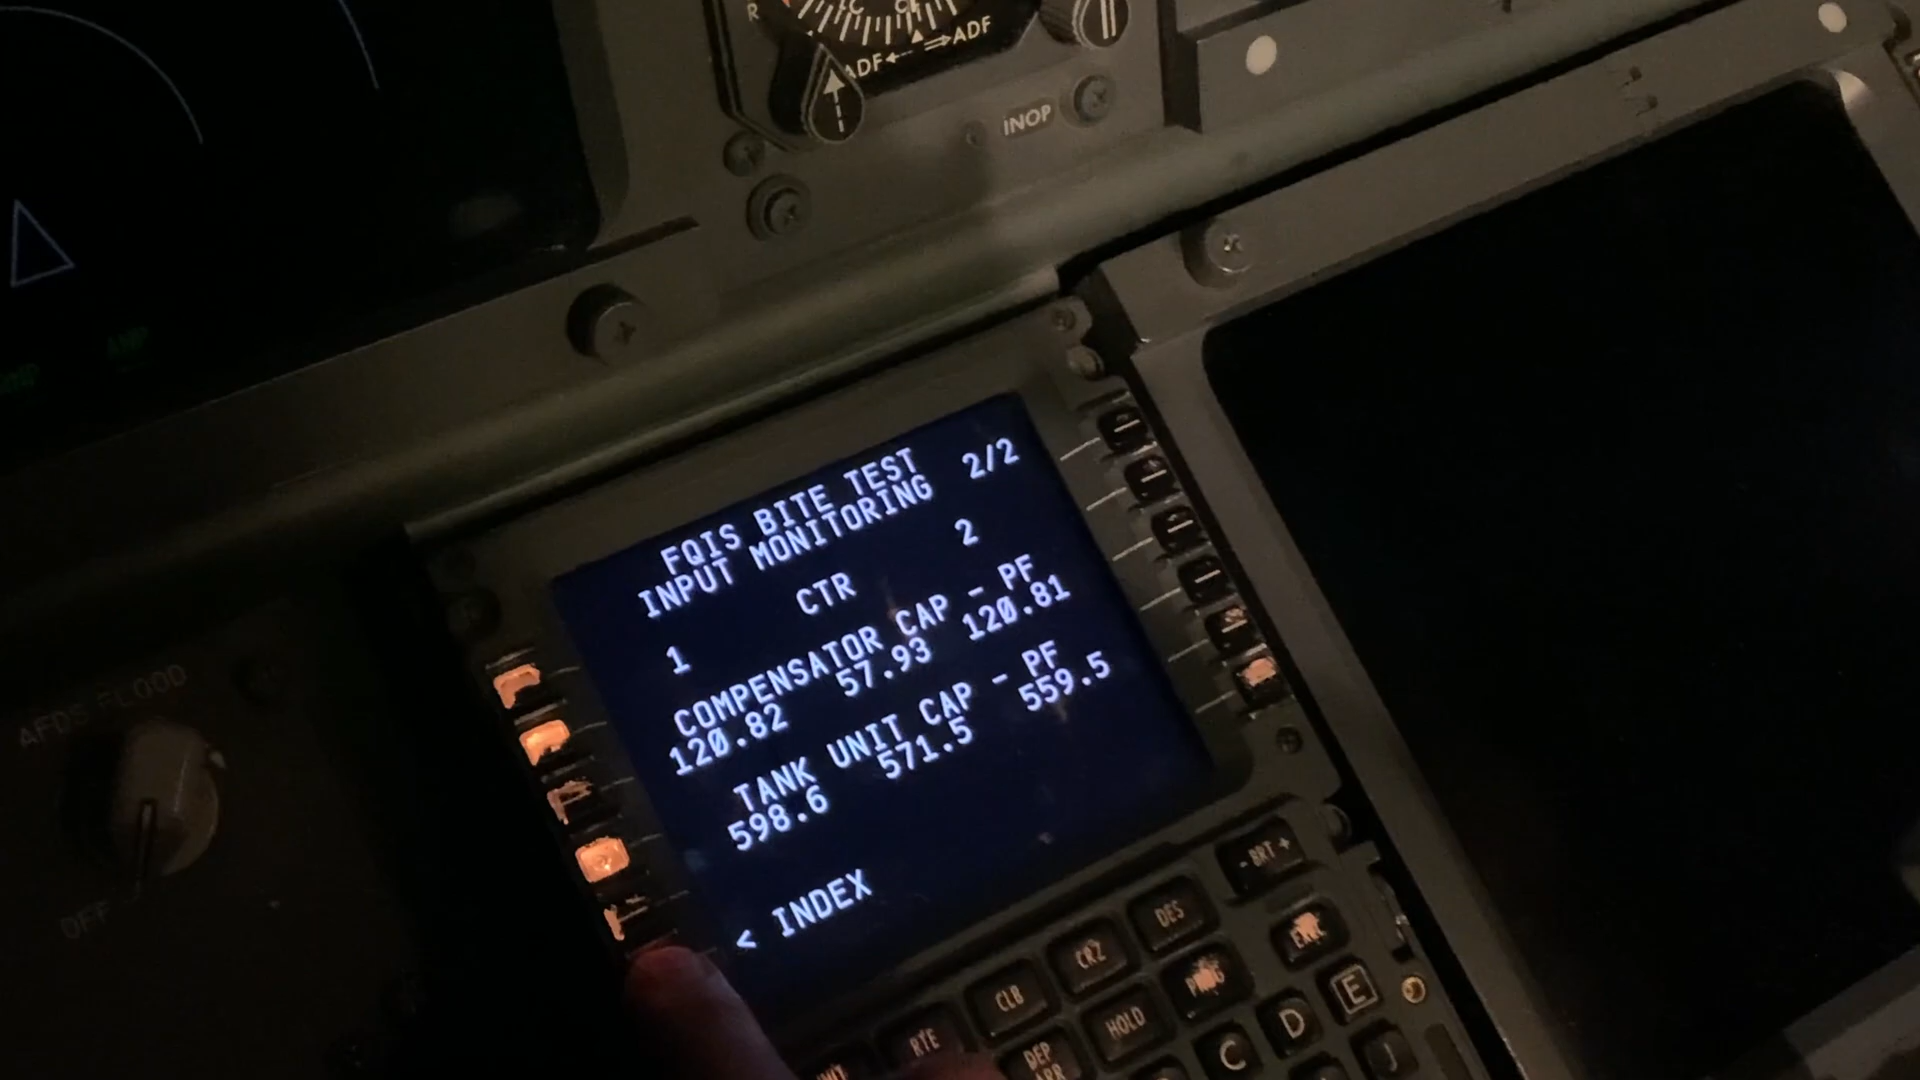 R
ADF ADF
INOP
FQIS BITE TEST 2/2
INPUT MONITORING
CTR
1 2
COMPENSATOR CAP - PF
120.82 57.93 120.81
TANK UNIT CAP - PF
598.6 571.5 559.5
< INDEX
AFDS FLOOD
OFF
- BRT +
CLB CRZ DES
RTE DEP ARR HOLD PROG EXEC
C D E
J